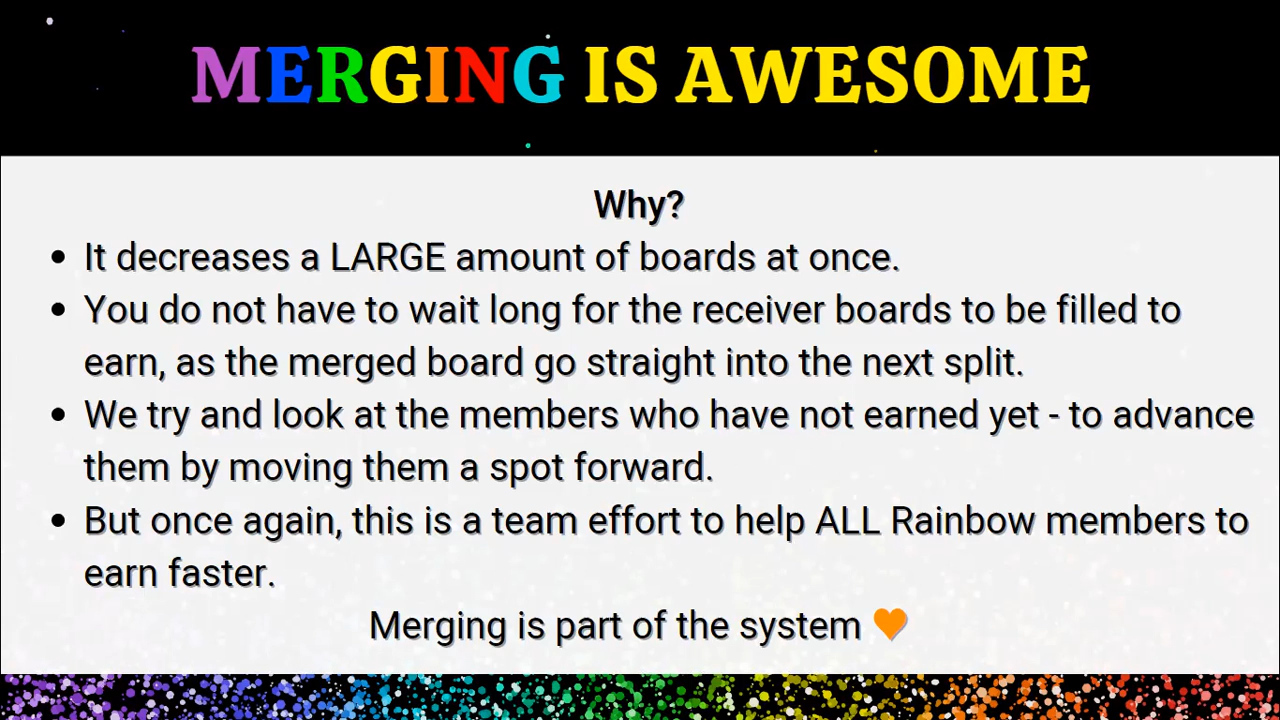 MERGING IS AWESOME
Why?
• It decreases a LARGE amount of boards at once.
• You do not have to wait long for the receiver boards to be filled to
earn, as the merged board go straight into the next split.
• We try and look at the members who have not earned yet - to advance
them by moving them a spot forward.
• But once again, this is a team effort to help ALL Rainbow members to
earn faster.
Merging is part of the system 🧡